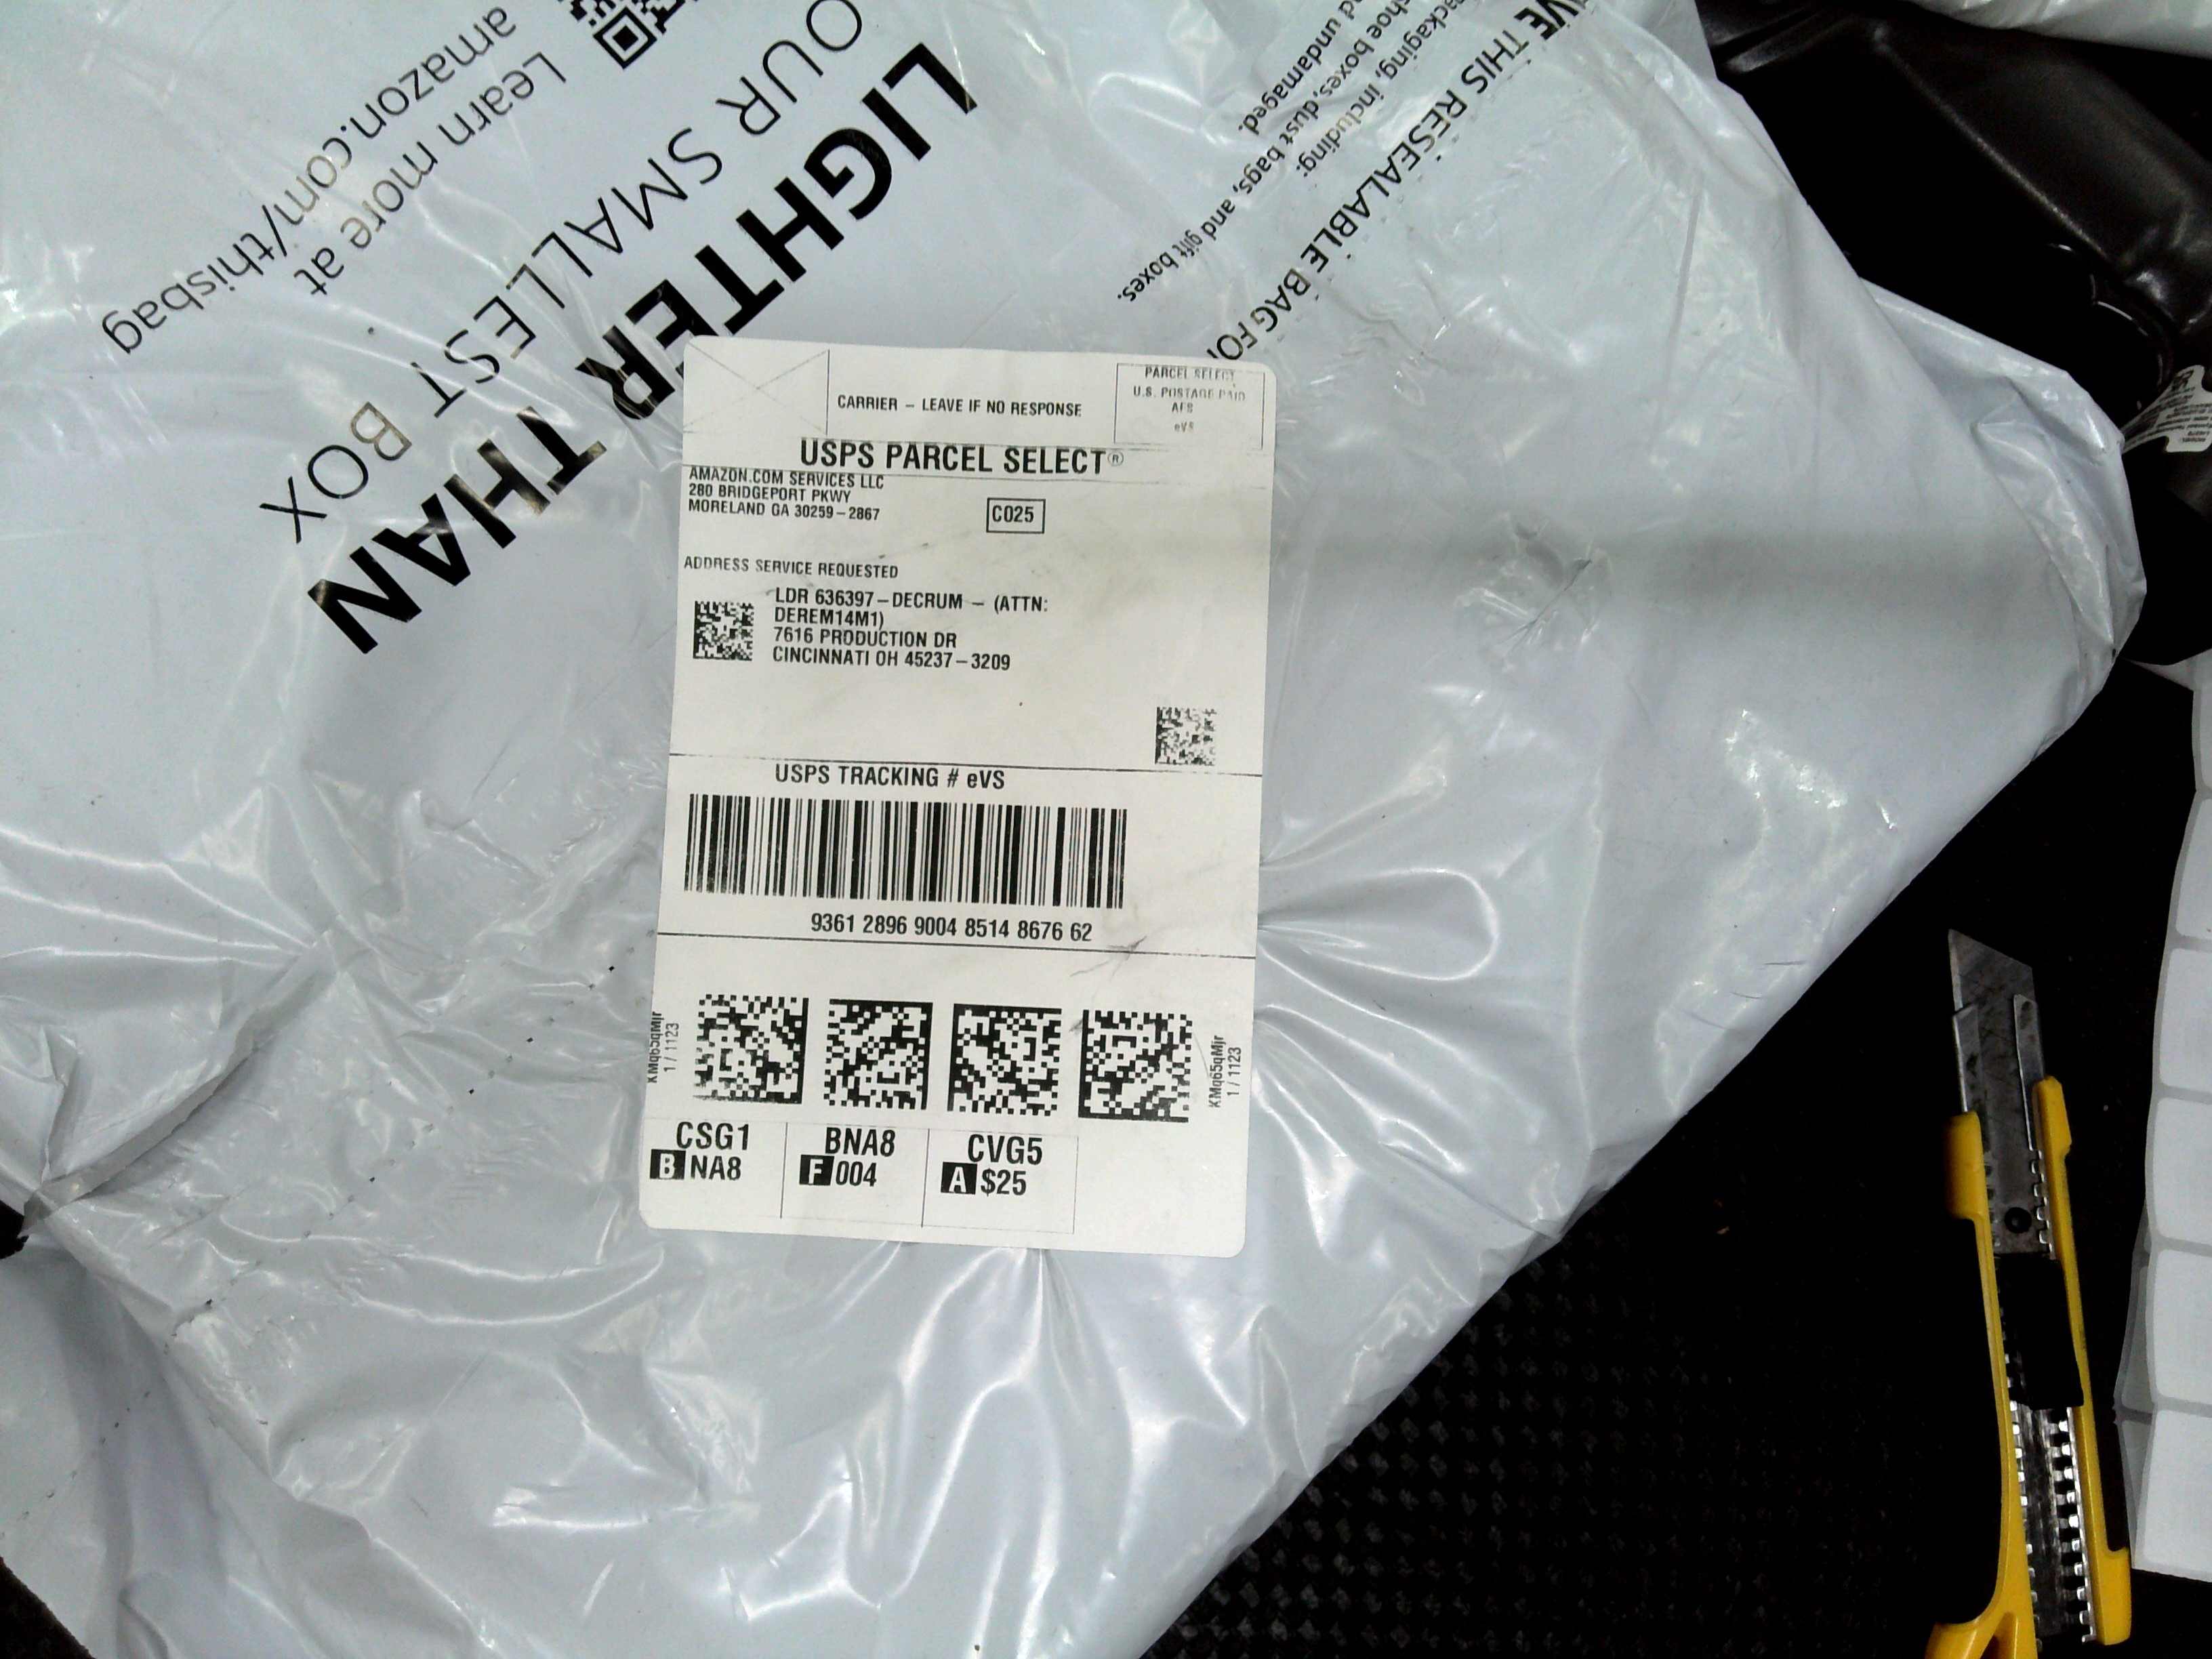 amazon.com/thisbag
Learn more at
OUR SMALLEST BOX
LIGHTER THAN
THIS RESEALABLE BAG
including:
shoe boxes, dust bags, and gift boxes.
undamaged.
CARRIER – LEAVE IF NO RESPONSE
PARCEL SELECT
U.S. POSTAGE PAID
AFS
eVS
USPS PARCEL SELECT®
AMAZON.COM SERVICES LLC
280 BRIDGEPORT PKWY
MORELAND GA 30259–2867
C025
ADDRESS SERVICE REQUESTED
LDR 636397–DECRUM – (ATTN:
DEREM14M1)
7616 PRODUCTION DR
CINCINNATI OH 45237–3209
USPS TRACKING # eVS
9361 2896 9004 8514 8676 62
KMq65qMjr
1 / 1123
KMq65qMjr
1 / 1123
CSG1
B NA8
BNA8
F 004
CVG5
A $25